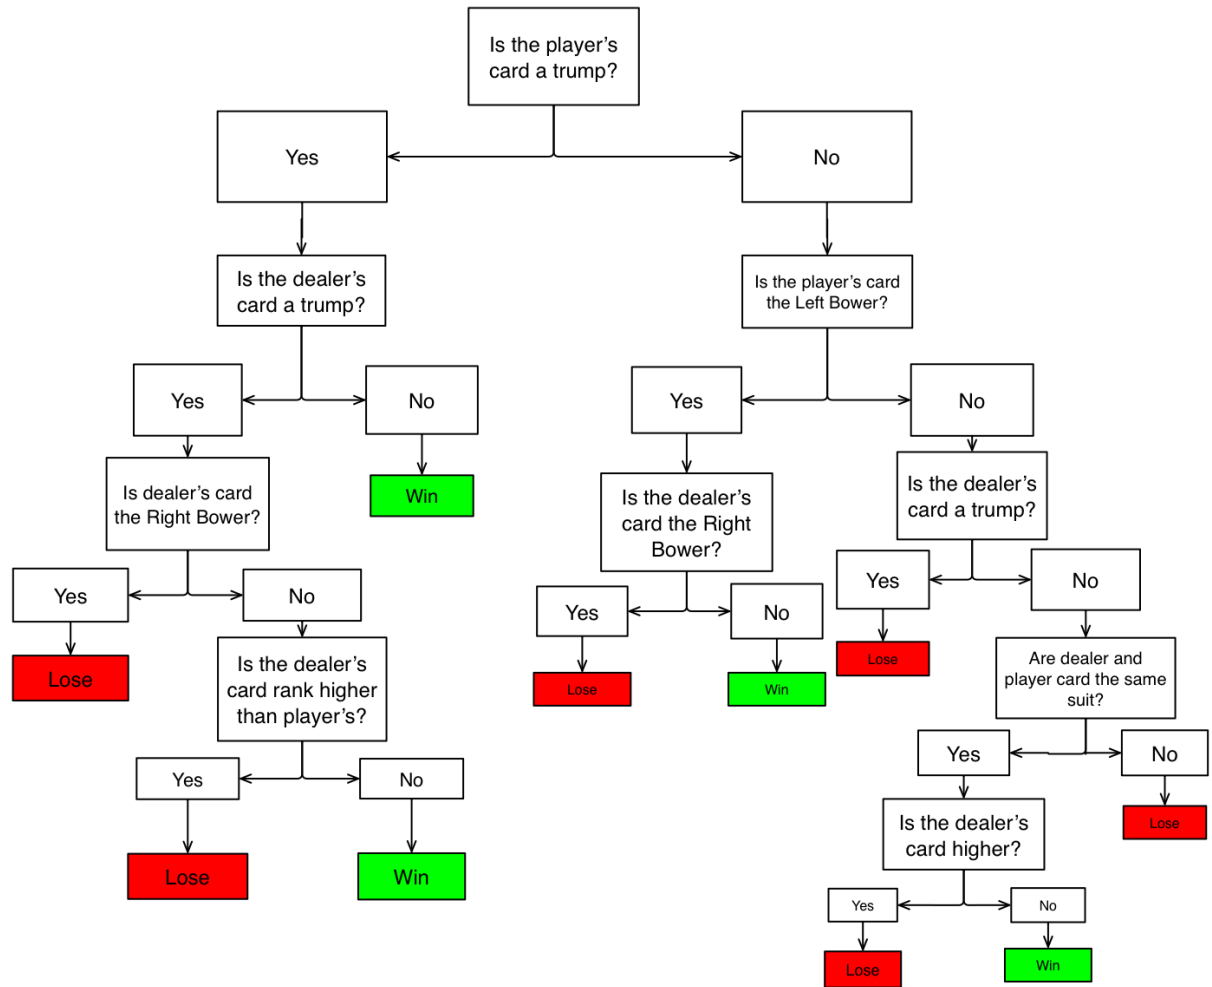 Is the player's
card a trump?
Yes
No
Is the dealer's
card a trump?
Is the player's card
the Left Bower?
Yes
No
Yes
No
Is dealer's card
the Right Bower?
Win
Is the dealer's
card the Right
Bower?
Is the dealer's
card a trump?
Yes
No
Yes
No
Yes
No
Lose
Is the dealer's
card rank higher
than player's?
Lose
Win
Lose
Are dealer and
player card the same
suit?
Yes
No
Yes
No
Lose
Win
Is the dealer's
card higher?
Lose
Yes
No
Lose
Win